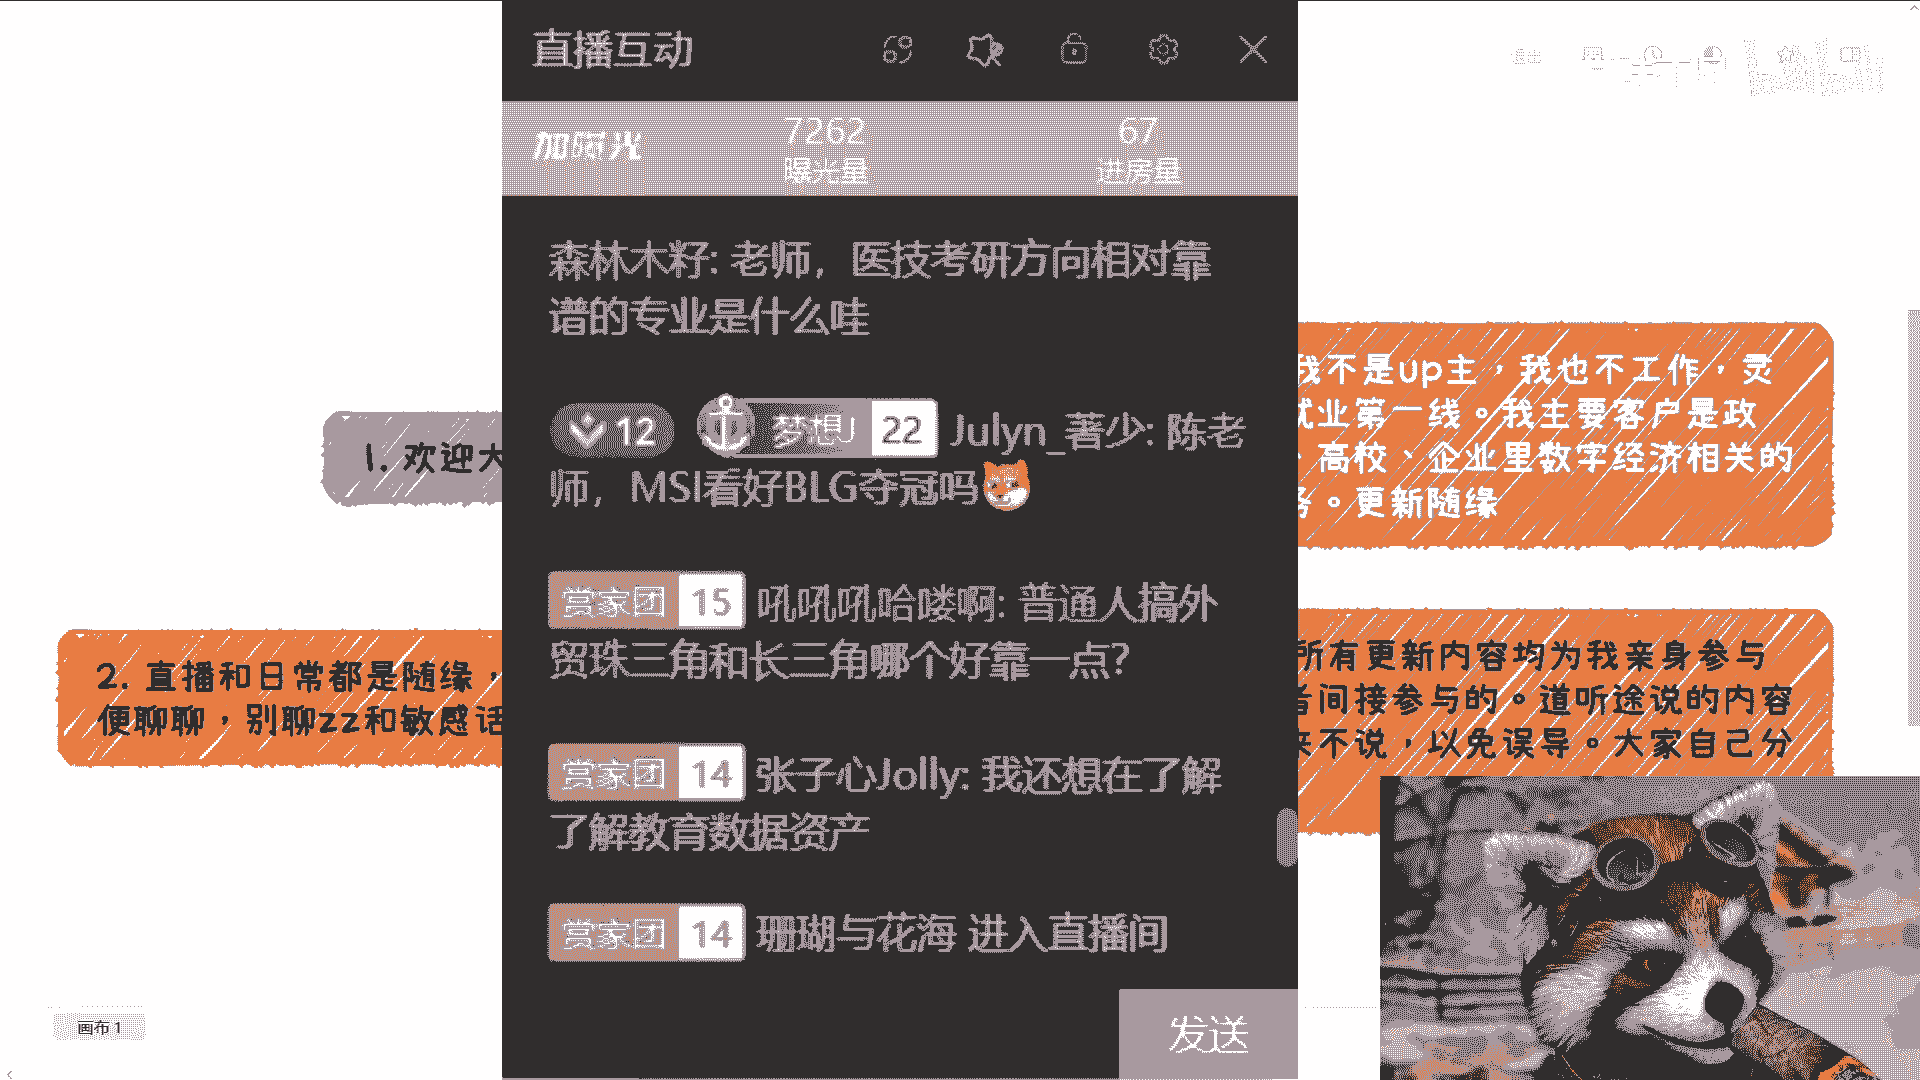 直播互动
69
加曝光
7262
曝光量
67
进房量
森林木籽: 老师，医技考研方向相对靠
谱的专业是什么哇
12 梦想J 22 Julyn_著少: 陈老
师，MSI看好BLG夺冠吗
赏家团 15 吼吼吼哈喽啊: 普通人搞外
贸珠三角和长三角哪个好靠一点?
赏家团 14 张子心Jolly: 我还想在了解
了解教育数据资产
赏家团 14 珊瑚与花海 进入直播间
发送
1. 欢迎大
2. 直播和日常都是随缘，
便聊聊，别聊zz和敏感话
我不是up主，我也不工作，灵
就业第一线。我主要客户是政
、高校、企业里数字经济相关的
务。更新随缘
所有更新内容均为我亲身参与
者间接参与的。道听途说的内容
来不说，以免误导。大家自己分
画布 1